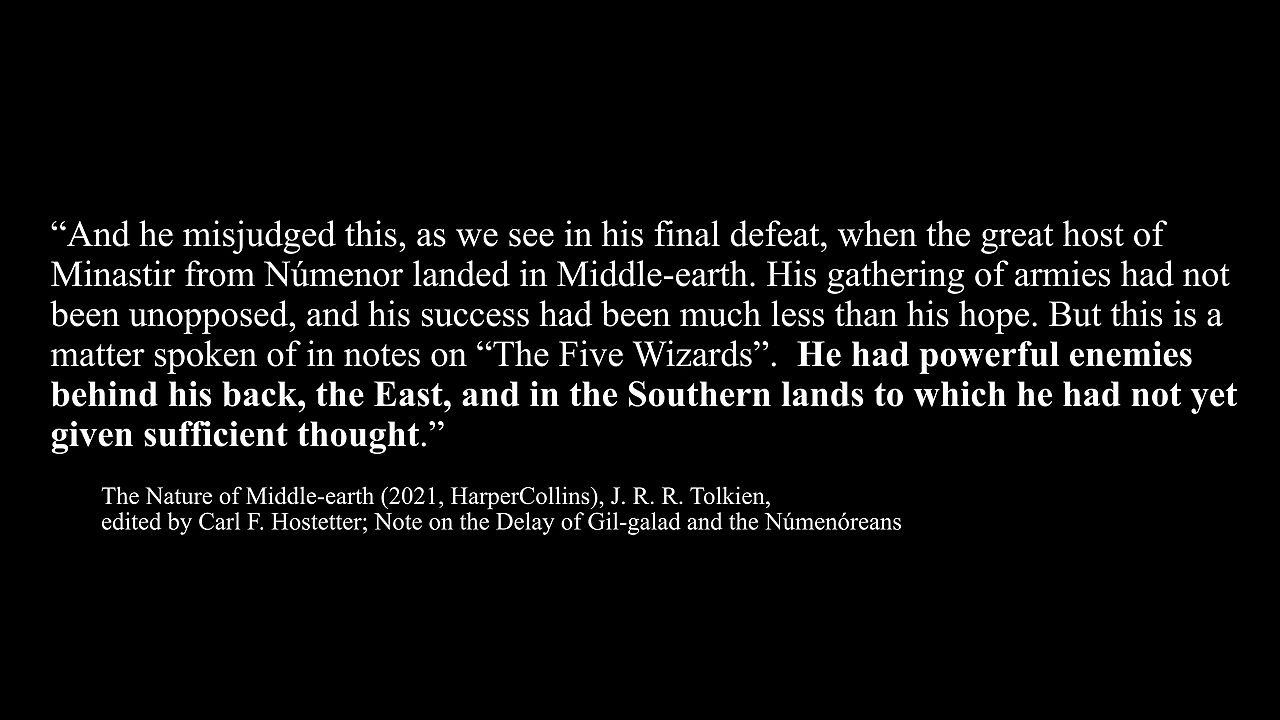 “And he misjudged this, as we see in his final defeat, when the great host of
Minastir from Númenor landed in Middle-earth. His gathering of armies had not
been unopposed, and his success had been much less than his hope. But this is a
matter spoken of in notes on “The Five Wizards”.  He had powerful enemies
behind his back, the East, and in the Southern lands to which he had not yet
given sufficient thought.”
The Nature of Middle-earth (2021, HarperCollins), J. R. R. Tolkien,
edited by Carl F. Hostetter; Note on the Delay of Gil-galad and the Númenóreans